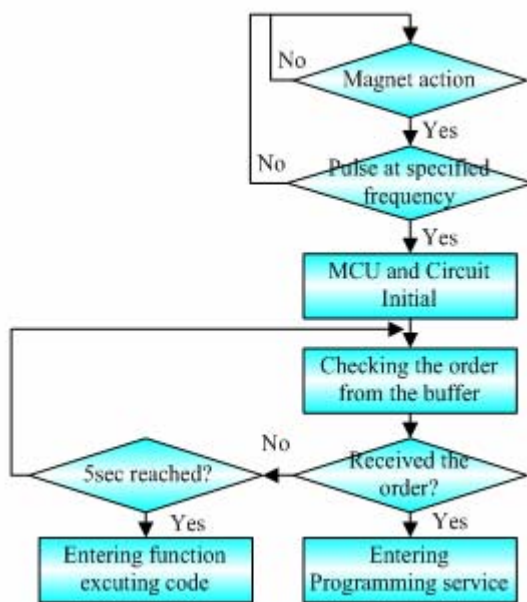 No
Magnet action
Yes
No
Pulse at specified
frequency
Yes
MCU and Circuit
Initial
Checking the order
from the buffer
No
5sec reached?
Received the
order?
Yes
Yes
Entering function
excuting code
Entering
Programming service